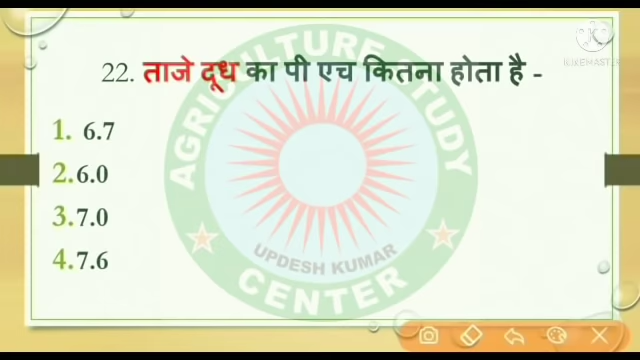 22. ताजे दूध का पी एच कितना होता है -
1. 6.7
2.6.0
3.7.0
4.7.6
AGRICULTURE STUDY
UPDESH KUMAR
CENTER
KINEMASTER